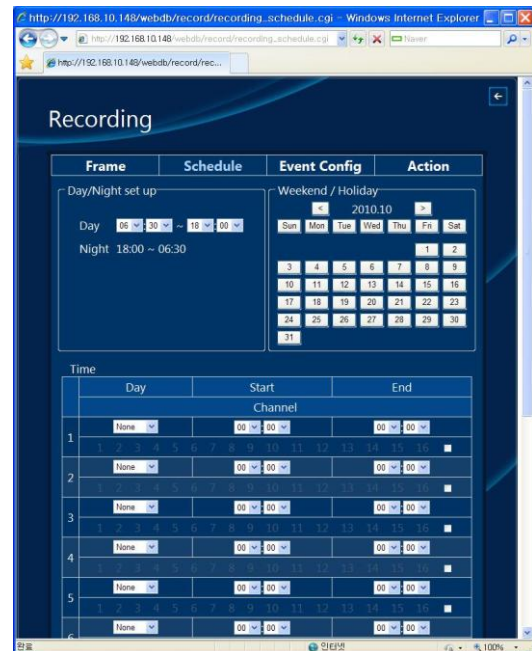 http://192.168.10.148/webdb/record/recording_schedule.cgi - Windows Internet Explorer
http://192.168.10.148/webdb/record/recording_schedule.cgi Naver
http://192.168.10.148/webdb/record/rec...
Recording
Frame Schedule Event Config Action
Day/Night set up
Day 06 : 30 ~ 18 : 00
Night 18:00 ~ 06:30
Weekend / Holiday
< 2010.10 >
Sun Mon Tue Wed Thu Fri Sat
1 2
3 4 5 6 7 8 9
10 11 12 13 14 15 16
17 18 19 20 21 22 23
24 25 26 27 28 29 30
31
Time
Day Start End
Channel
1 None 00 : 00 00 : 00
1 2 3 4 5 6 7 8 9 10 11 12 13 14 15 16
2 None 00 : 00 00 : 00
1 2 3 4 5 6 7 8 9 10 11 12 13 14 15 16
3 None 00 : 00 00 : 00
1 2 3 4 5 6 7 8 9 10 11 12 13 14 15 16
4 None 00 : 00 00 : 00
1 2 3 4 5 6 7 8 9 10 11 12 13 14 15 16
5 None 00 : 00 00 : 00
1 2 3 4 5 6 7 8 9 10 11 12 13 14 15 16
6 None 00 : 00 00 : 00
완료 인터넷 100%